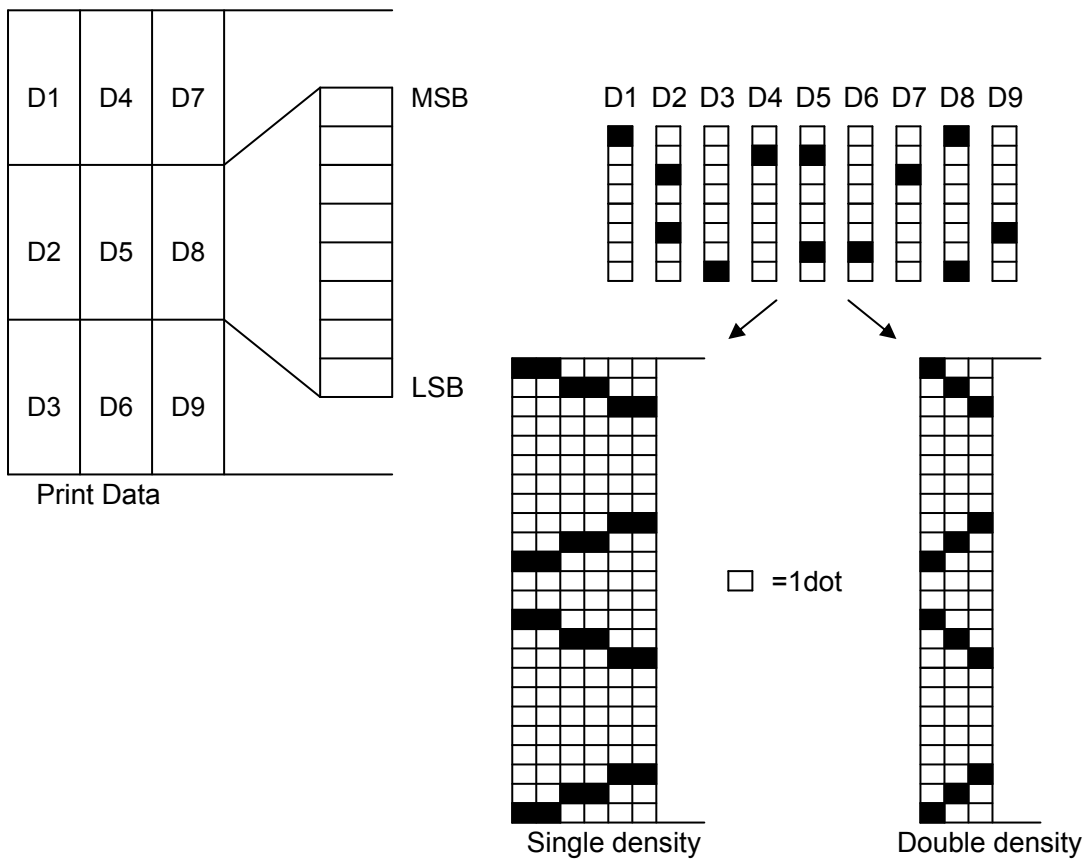 D1 D4 D7
D2 D5 D8
D3 D6 D9
Print Data
MSB
LSB
D1 D2 D3 D4 D5 D6 D7 D8 D9
=1dot
Single density
Double density